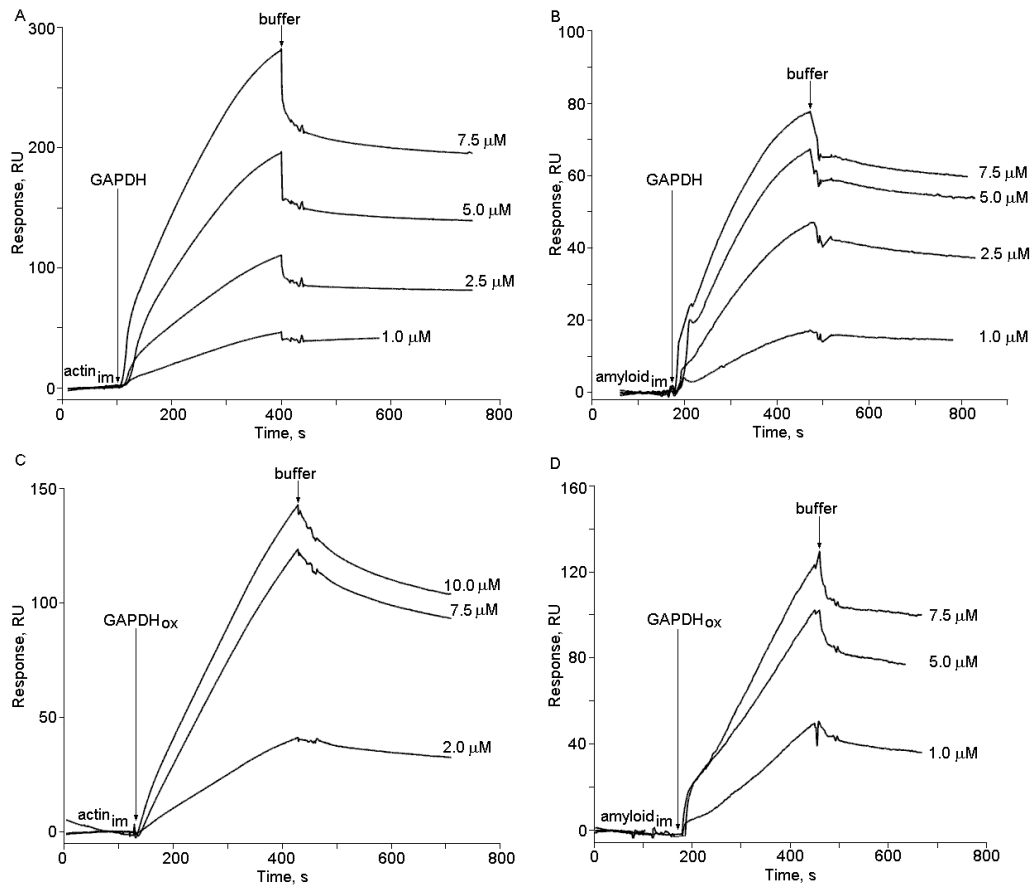 A
buffer
300
200
100
0
Response, RU
GAPDH
7.5 µM
5.0 µM
2.5 µM
1.0 µM
actin im
0 200 400 600 800
Time, s
B
buffer
100
80
60
40
20
0
Response, RU
GAPDH
7.5 µM
5.0 µM
2.5 µM
1.0 µM
amyloid im
0 200 400 600 800
Time, s
C
buffer
150
100
50
0
Response, RU
GAPDH ox
10.0 µM
7.5 µM
2.0 µM
actin im
0 200 400 600 800
Time, s
D
buffer
160
120
80
40
0
Response, RU
GAPDH ox
7.5 µM
5.0 µM
1.0 µM
amyloid im
0 200 400 600 800
Time, s